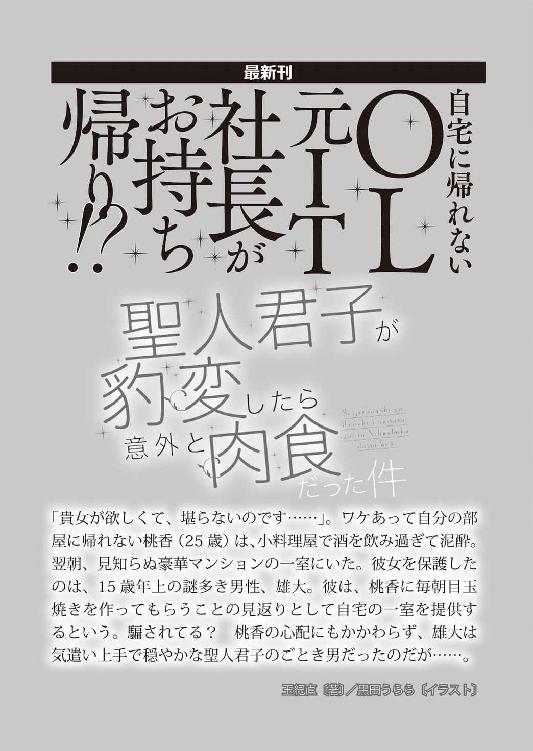 最新刊
自宅に帰れない
OL
元IT
社長が
お持ち
帰り!?
聖人君子が
豹変したら
意外と肉食
だった件
「貴女が欲しくて、堪らないのです……」。ワケあって自分の部
屋に帰れない桃香（25歳）は、小料理屋で酒を飲み過ぎて泥酔。
翌朝、見知らぬ豪華マンションの一室にいた。彼女を保護した
のは、15歳年上の謎多き男性、雄大。彼は、桃香に毎朝目玉
焼きを作ってもらうことの見返りとして自宅の一室を提供す
るという。騙されてる？　桃香の心配にもかかわらず、雄大は
気遣い上手で穏やかな聖人君子のごとき男だったのだが……。
玉紀直〔著〕／黒田うらら〔イラスト〕